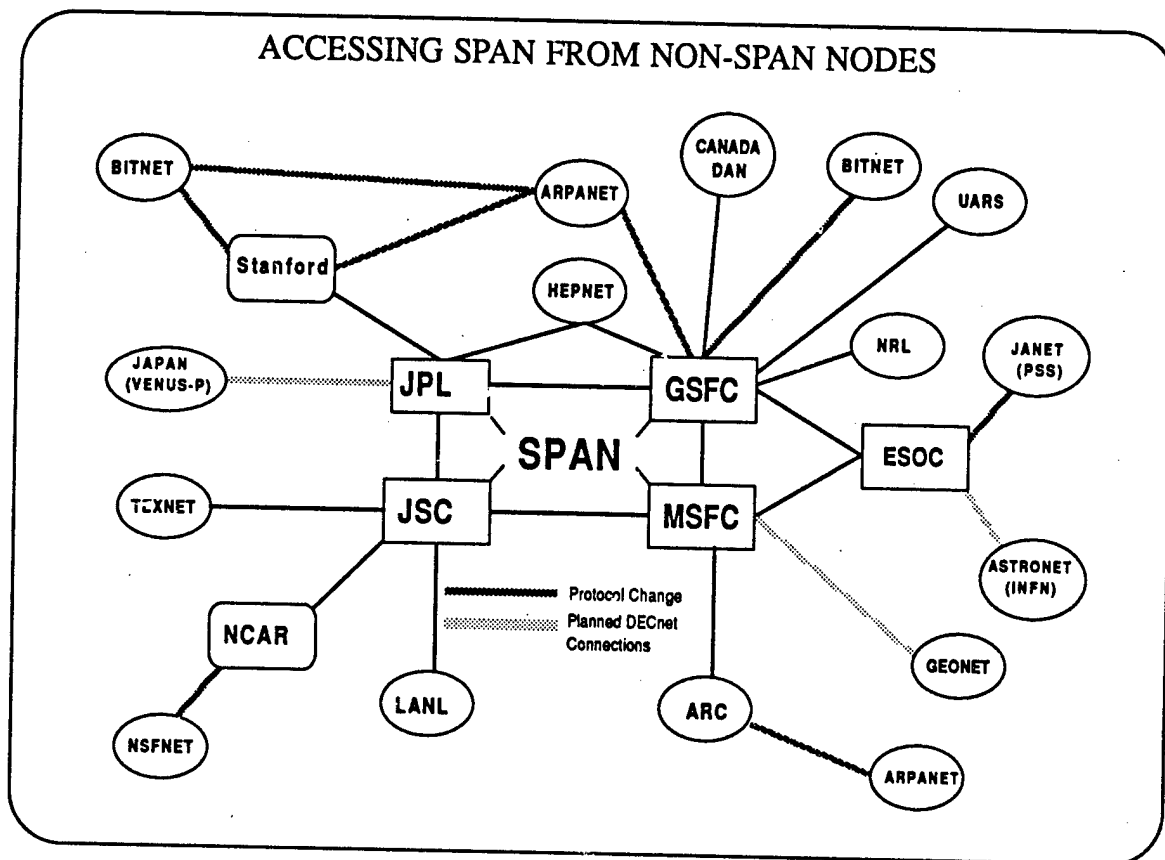 ACCESSING SPAN FROM NON-SPAN NODES
BITNET
ARPANET
CANADA
DAN
BITNET
UARS
Stanford
HEPNET
NRL
JANET
(PSS)
JAPAN
(VENUS-P)
JPL
GSFC
SPAN
ESOC
TEXNET
JSC
MSFC
ASTRONET
(INFN)
Protocol Change
Planned DECnet
Connections
NCAR
GEONET
LANL
ARC
NSFNET
ARPANET